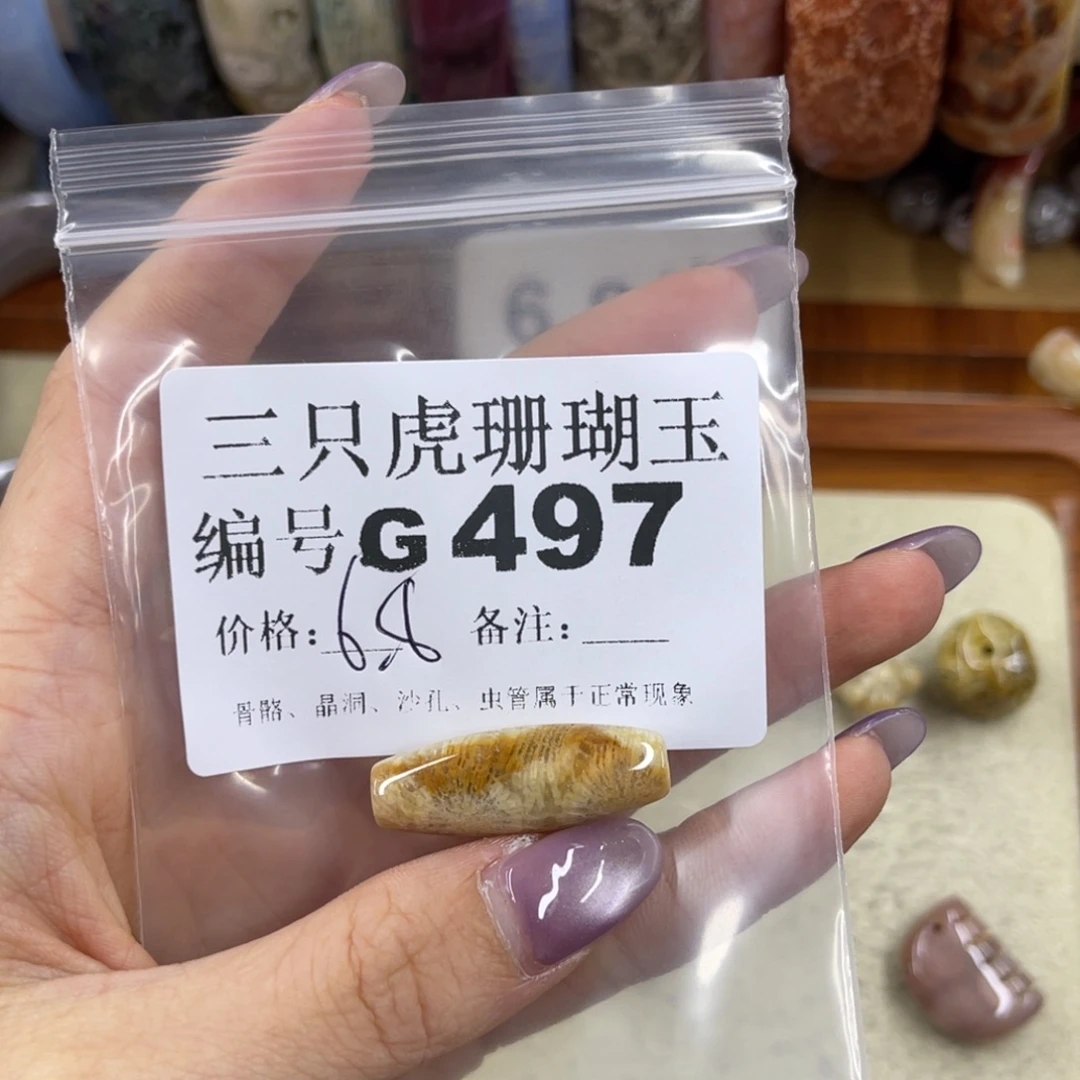 三只虎珊瑚玉
编号G497
价格:68 备注:_____
骨骼、晶洞、沙孔、虫管属于正常现象